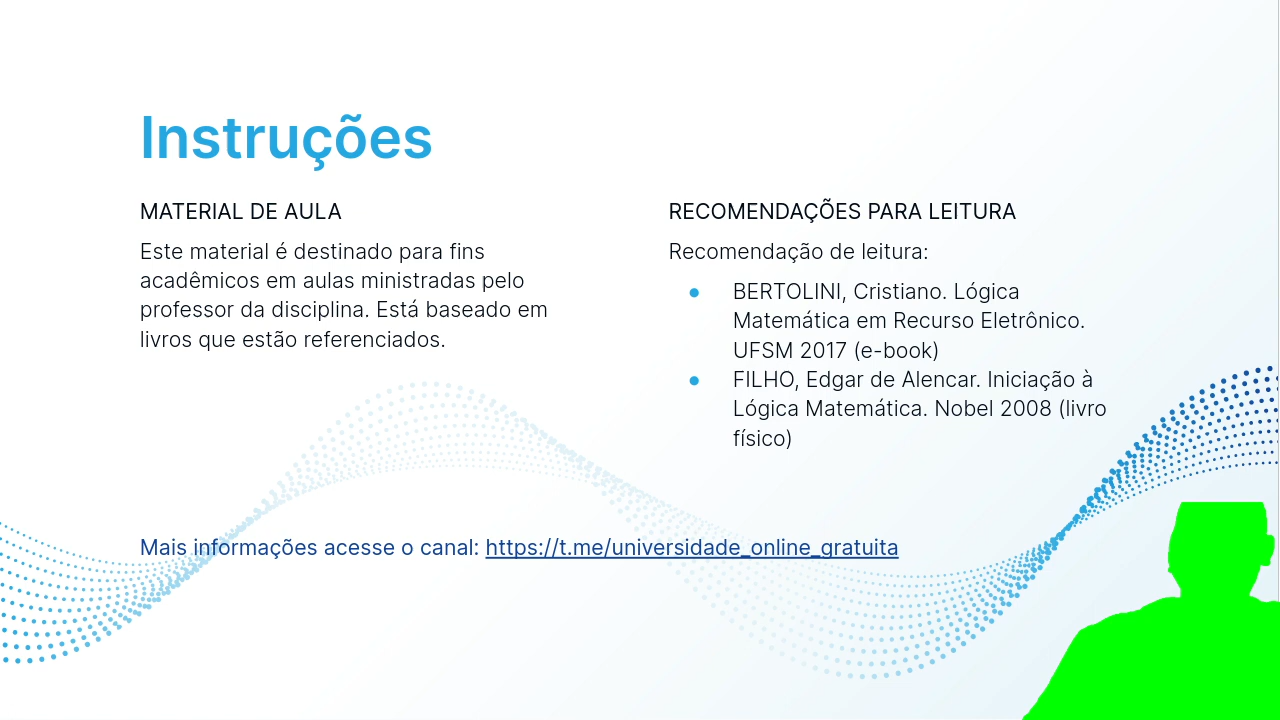 Instruções
MATERIAL DE AULA
Este material é destinado para fins
acadêmicos em aulas ministradas pelo
professor da disciplina. Está baseado em
livros que estão referenciados.
RECOMENDAÇÕES PARA LEITURA
Recomendação de leitura:
● BERTOLINI, Cristiano. Lógica
Matemática em Recurso Eletrônico.
UFSM 2017 (e-book)
● FILHO, Edgar de Alencar. Iniciação à
Lógica Matemática. Nobel 2008 (livro
físico)
Mais informações acesse o canal: https://t.me/universidade_online_gratuita